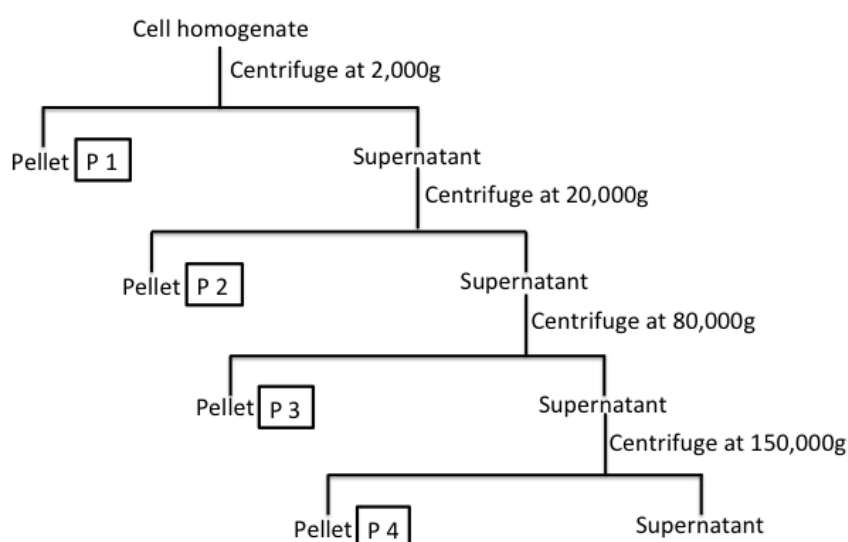 Cell homogenate
Centrifuge at 2,000g
Pellet P 1
Supernatant
Centrifuge at 20,000g
Pellet P 2
Supernatant
Centrifuge at 80,000g
Pellet P 3
Supernatant
Centrifuge at 150,000g
Pellet P 4
Supernatant